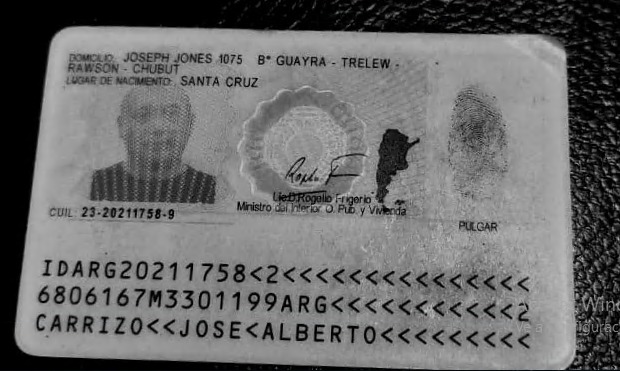 DOMICILIO: JOSEPH JONES 1075 B° GUAYRA - TRELEW -
RAWSON - CHUBUT
LUGAR DE NACIMIENTO: SANTA CRUZ
CUIL: 23-20211758-9
Lic.D.Rogelio Frigerio
Ministro del Interior, O. Pub. y Vivienda
PULGAR
IDARG20211758<2<<<<<<<<<<<<<<<
6806167M3301199ARG<<<<<<<<<<<2
CARRIZO<<JOSE<ALBERTO<<<<<<<<<